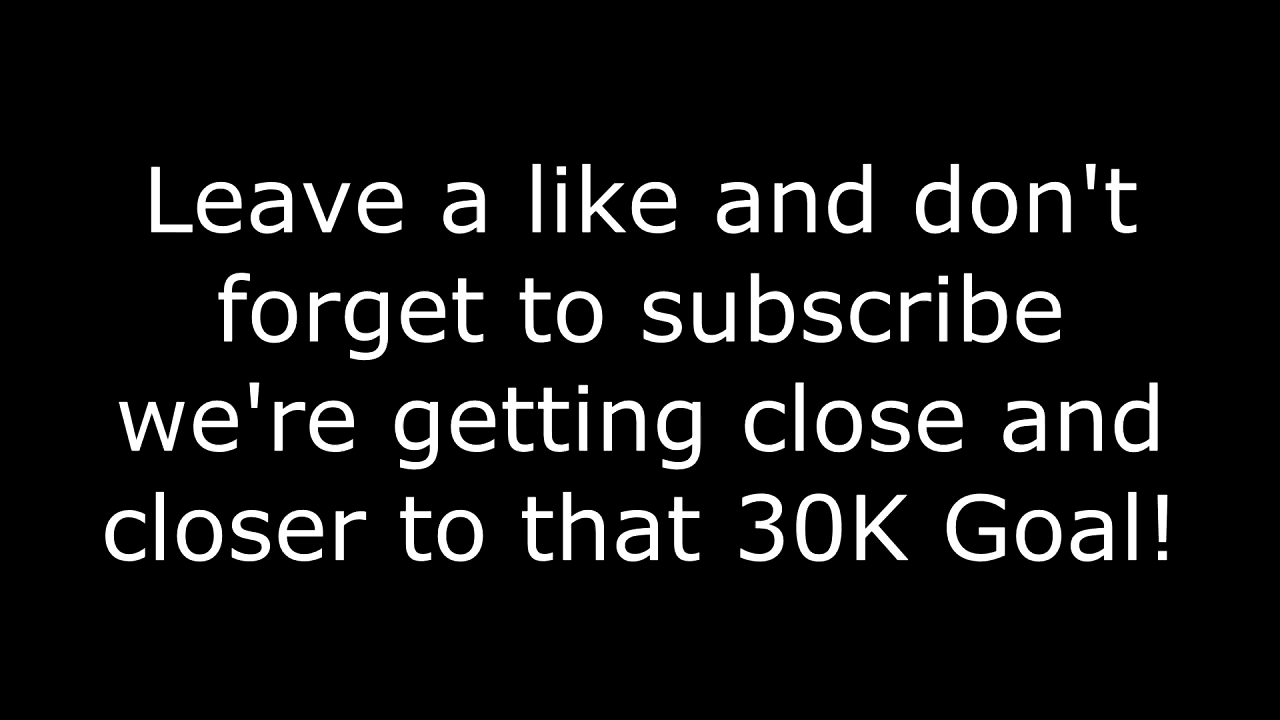 Leave a like and don't
forget to subscribe
we're getting close and
closer to that 30K Goal!